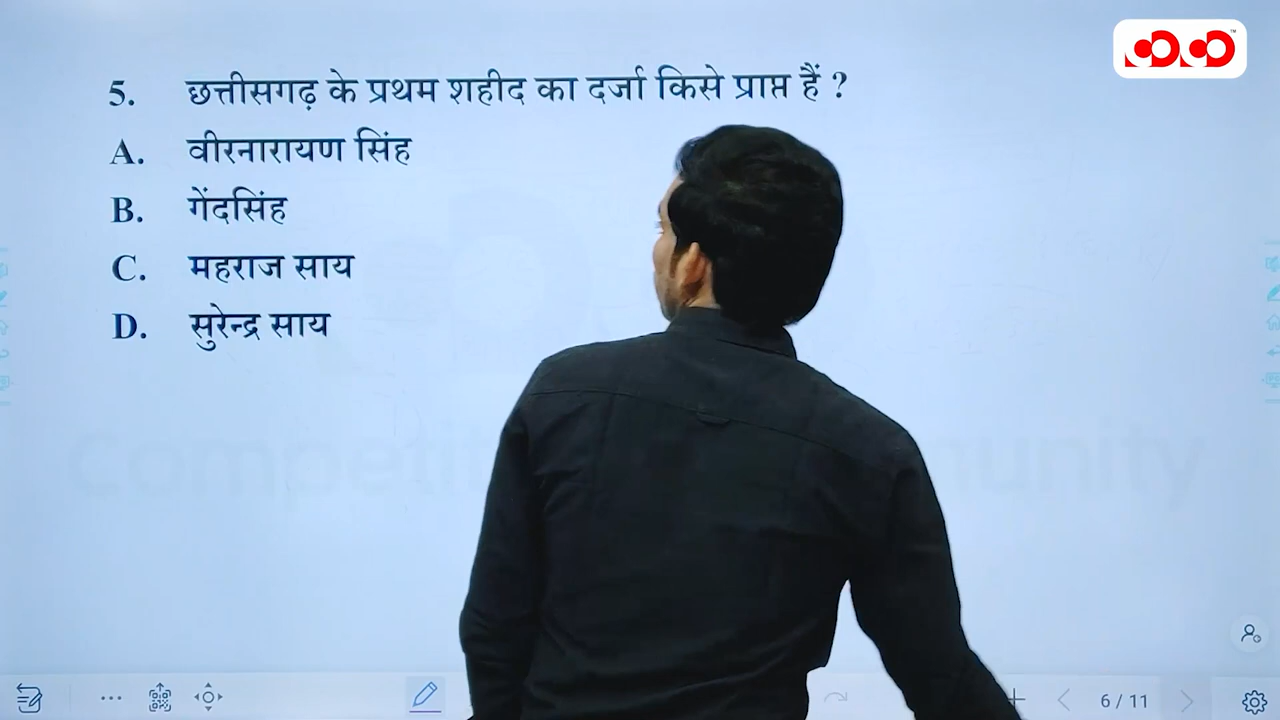 5. छत्तीसगढ़ के प्रथम शहीद का दर्जा किसे प्राप्त हैं ?
A. वीरनारायण सिंह
B. गेंदसिंह
C. महराज साय
D. सुरेन्द्र साय
6 / 11